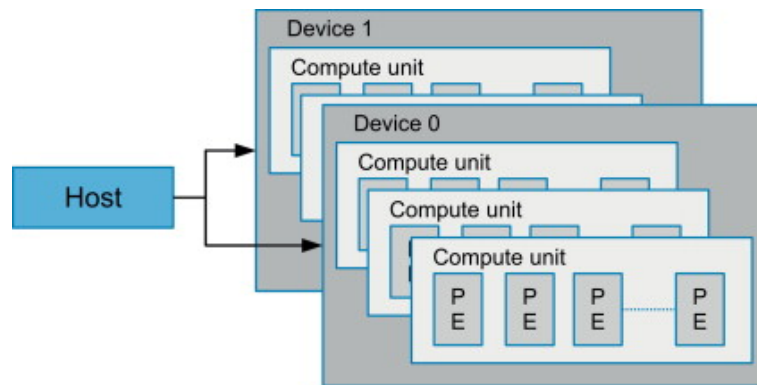 Device 1
Compute unit
Device 0
Host
Compute unit
Compute unit
Compute unit
P P P P
E E E E